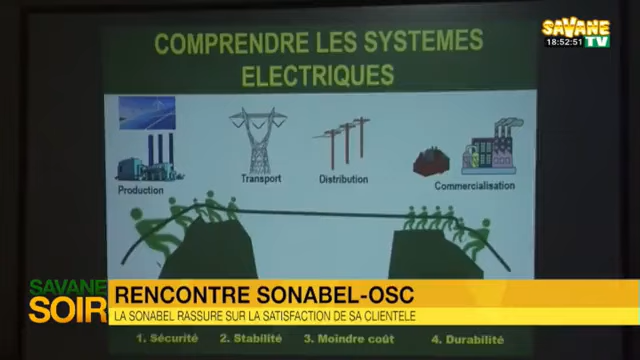 SAVANE
18:52:51 TV
COMPRENDRE LES SYSTEMES
ELECTRIQUES
Production
Transport
Distribution
Commercialisation
SAVANE
SOIR
RENCONTRE SONABEL-OSC
LA SONABEL RASSURE SUR LA SATISFACTION DE SA CLIENTELE
1. Sécurité 2. Stabilité 3. Moindre coût 4. Durabilité